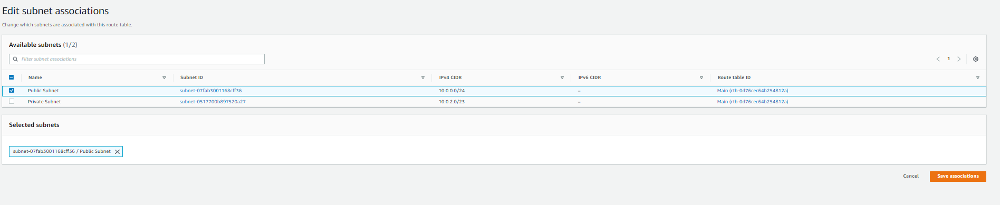 Edit subnet associations
Change which subnets are associated with this route table.
Available subnets (1/2)
Filter subnet associations
1
Name Subnet ID IPv4 CIDR IPv6 CIDR Route table ID
Public Subnet subnet-07fab3001168cff36 10.0.0.0/24 – Main (rtb-0d76cec64b254812a)
Private Subnet subnet-0517700b897520a27 10.0.2.0/23 – Main (rtb-0d76cec64b254812a)
Selected subnets
subnet-07fab3001168cff36 / Public Subnet
Cancel Save associations